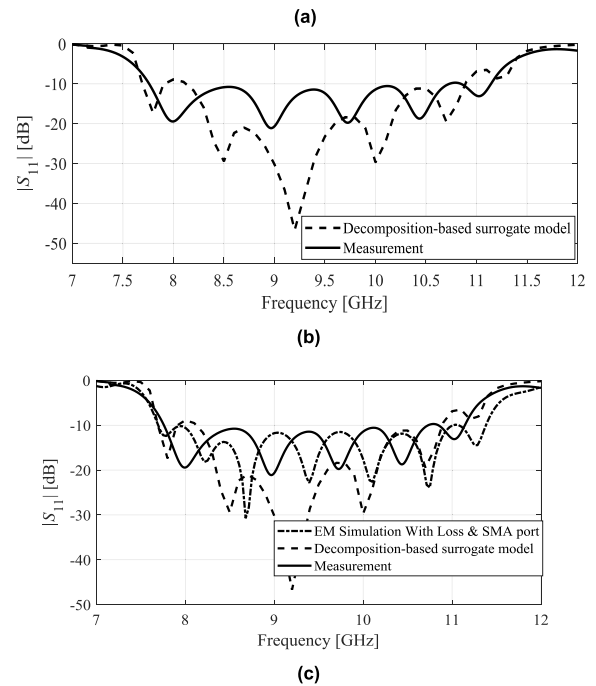 (a)
0
-10
-20
-30
-40
-50
|S11| [dB]
Decomposition-based surrogate model
Measurement
7 7.5 8 8.5 9 9.5 10 10.5 11 11.5 12
Frequency [GHz]
(b)
0
-10
-20
-30
-40
-50
|S11| [dB]
EM Simulation With Loss & SMA port
Decomposition-based surrogate model
Measurement
7 8 9 10 11 12
Frequency [GHz]
(c)